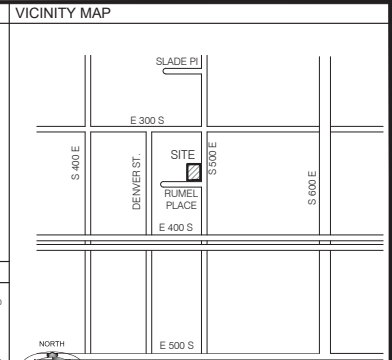 VICINITY MAP
SLADE Pl
E 300 S
S 400 E
DENVER ST.
SITE
S 500 E
S 600 E
RUMEL
PLACE
E 400 S
NORTH
E 500 S